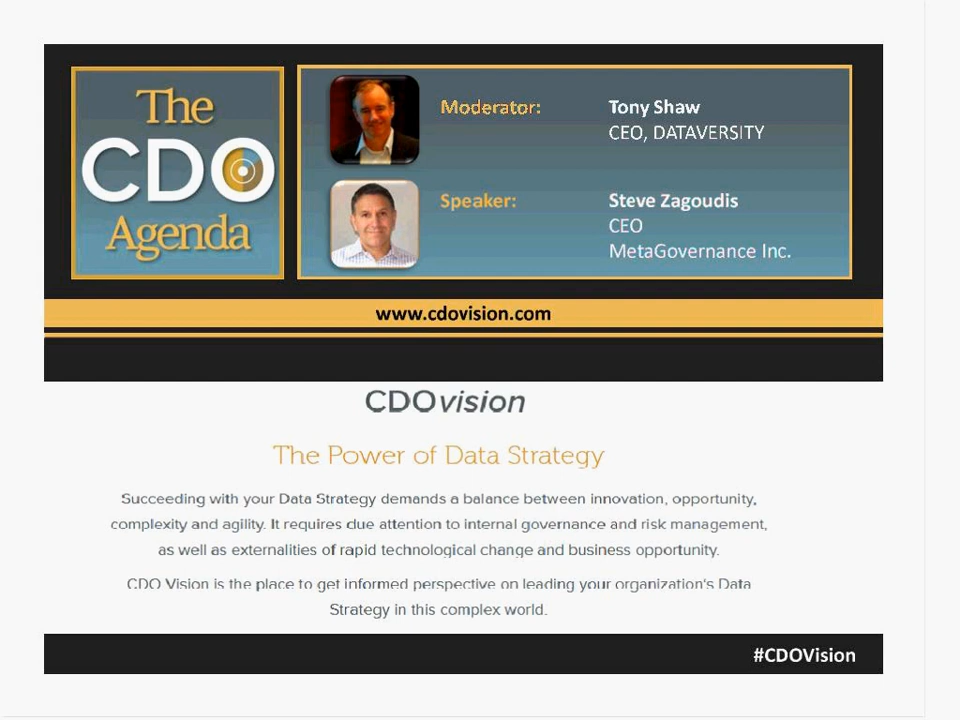 The
CDO
Agenda
Moderator:
Tony Shaw
CEO, DATAVERSITY
Speaker:
Steve Zagoudis
CEO
MetaGovernance Inc.
www.cdovision.com
CDOvision
The Power of Data Strategy
Succeeding with your Data Strategy demands a balance between innovation, opportunity,
complexity and agility. It requires due attention to internal governance and risk management,
as well as externalities of rapid technological change and business opportunity.
CDO Vision is the place to get informed perspective on leading your organization's Data
Strategy in this complex world.
#CDOVision